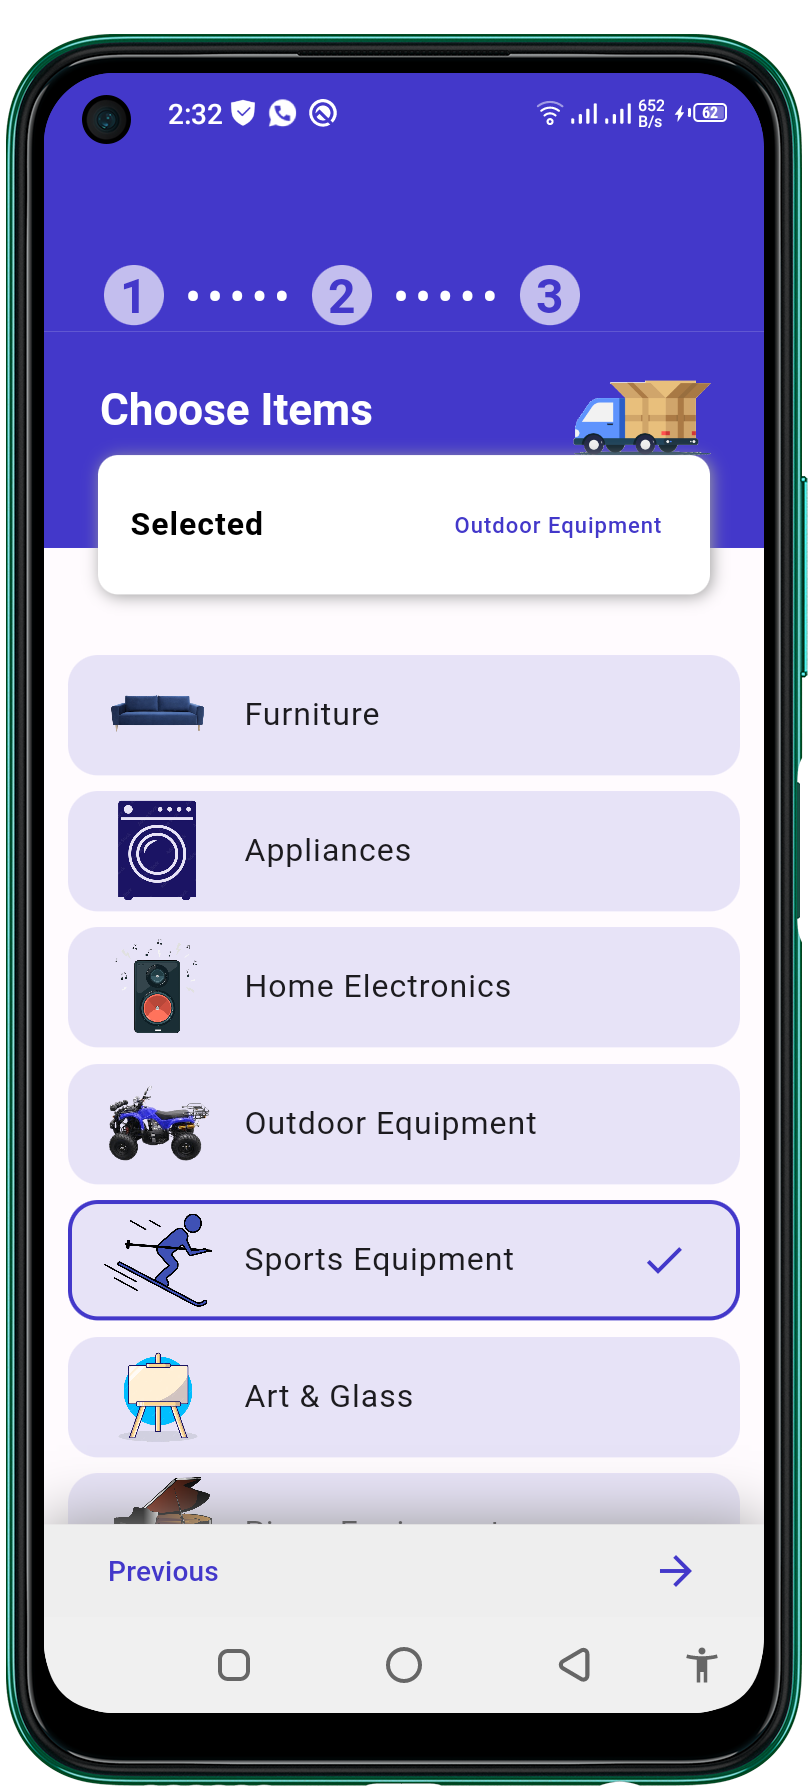 2:32
652
B/s
62
1 2 3
Choose Items
Selected
Outdoor Equipment
Furniture
Appliances
Home Electronics
Outdoor Equipment
Sports Equipment
Art & Glass
Previous